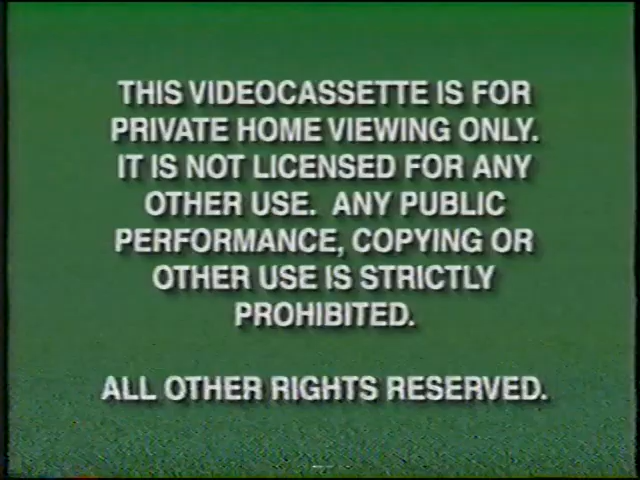 THIS VIDEOCASSETTE IS FOR
PRIVATE HOME VIEWING ONLY.
IT IS NOT LICENSED FOR ANY
OTHER USE.  ANY PUBLIC
PERFORMANCE, COPYING OR
OTHER USE IS STRICTLY
PROHIBITED.
ALL OTHER RIGHTS RESERVED.